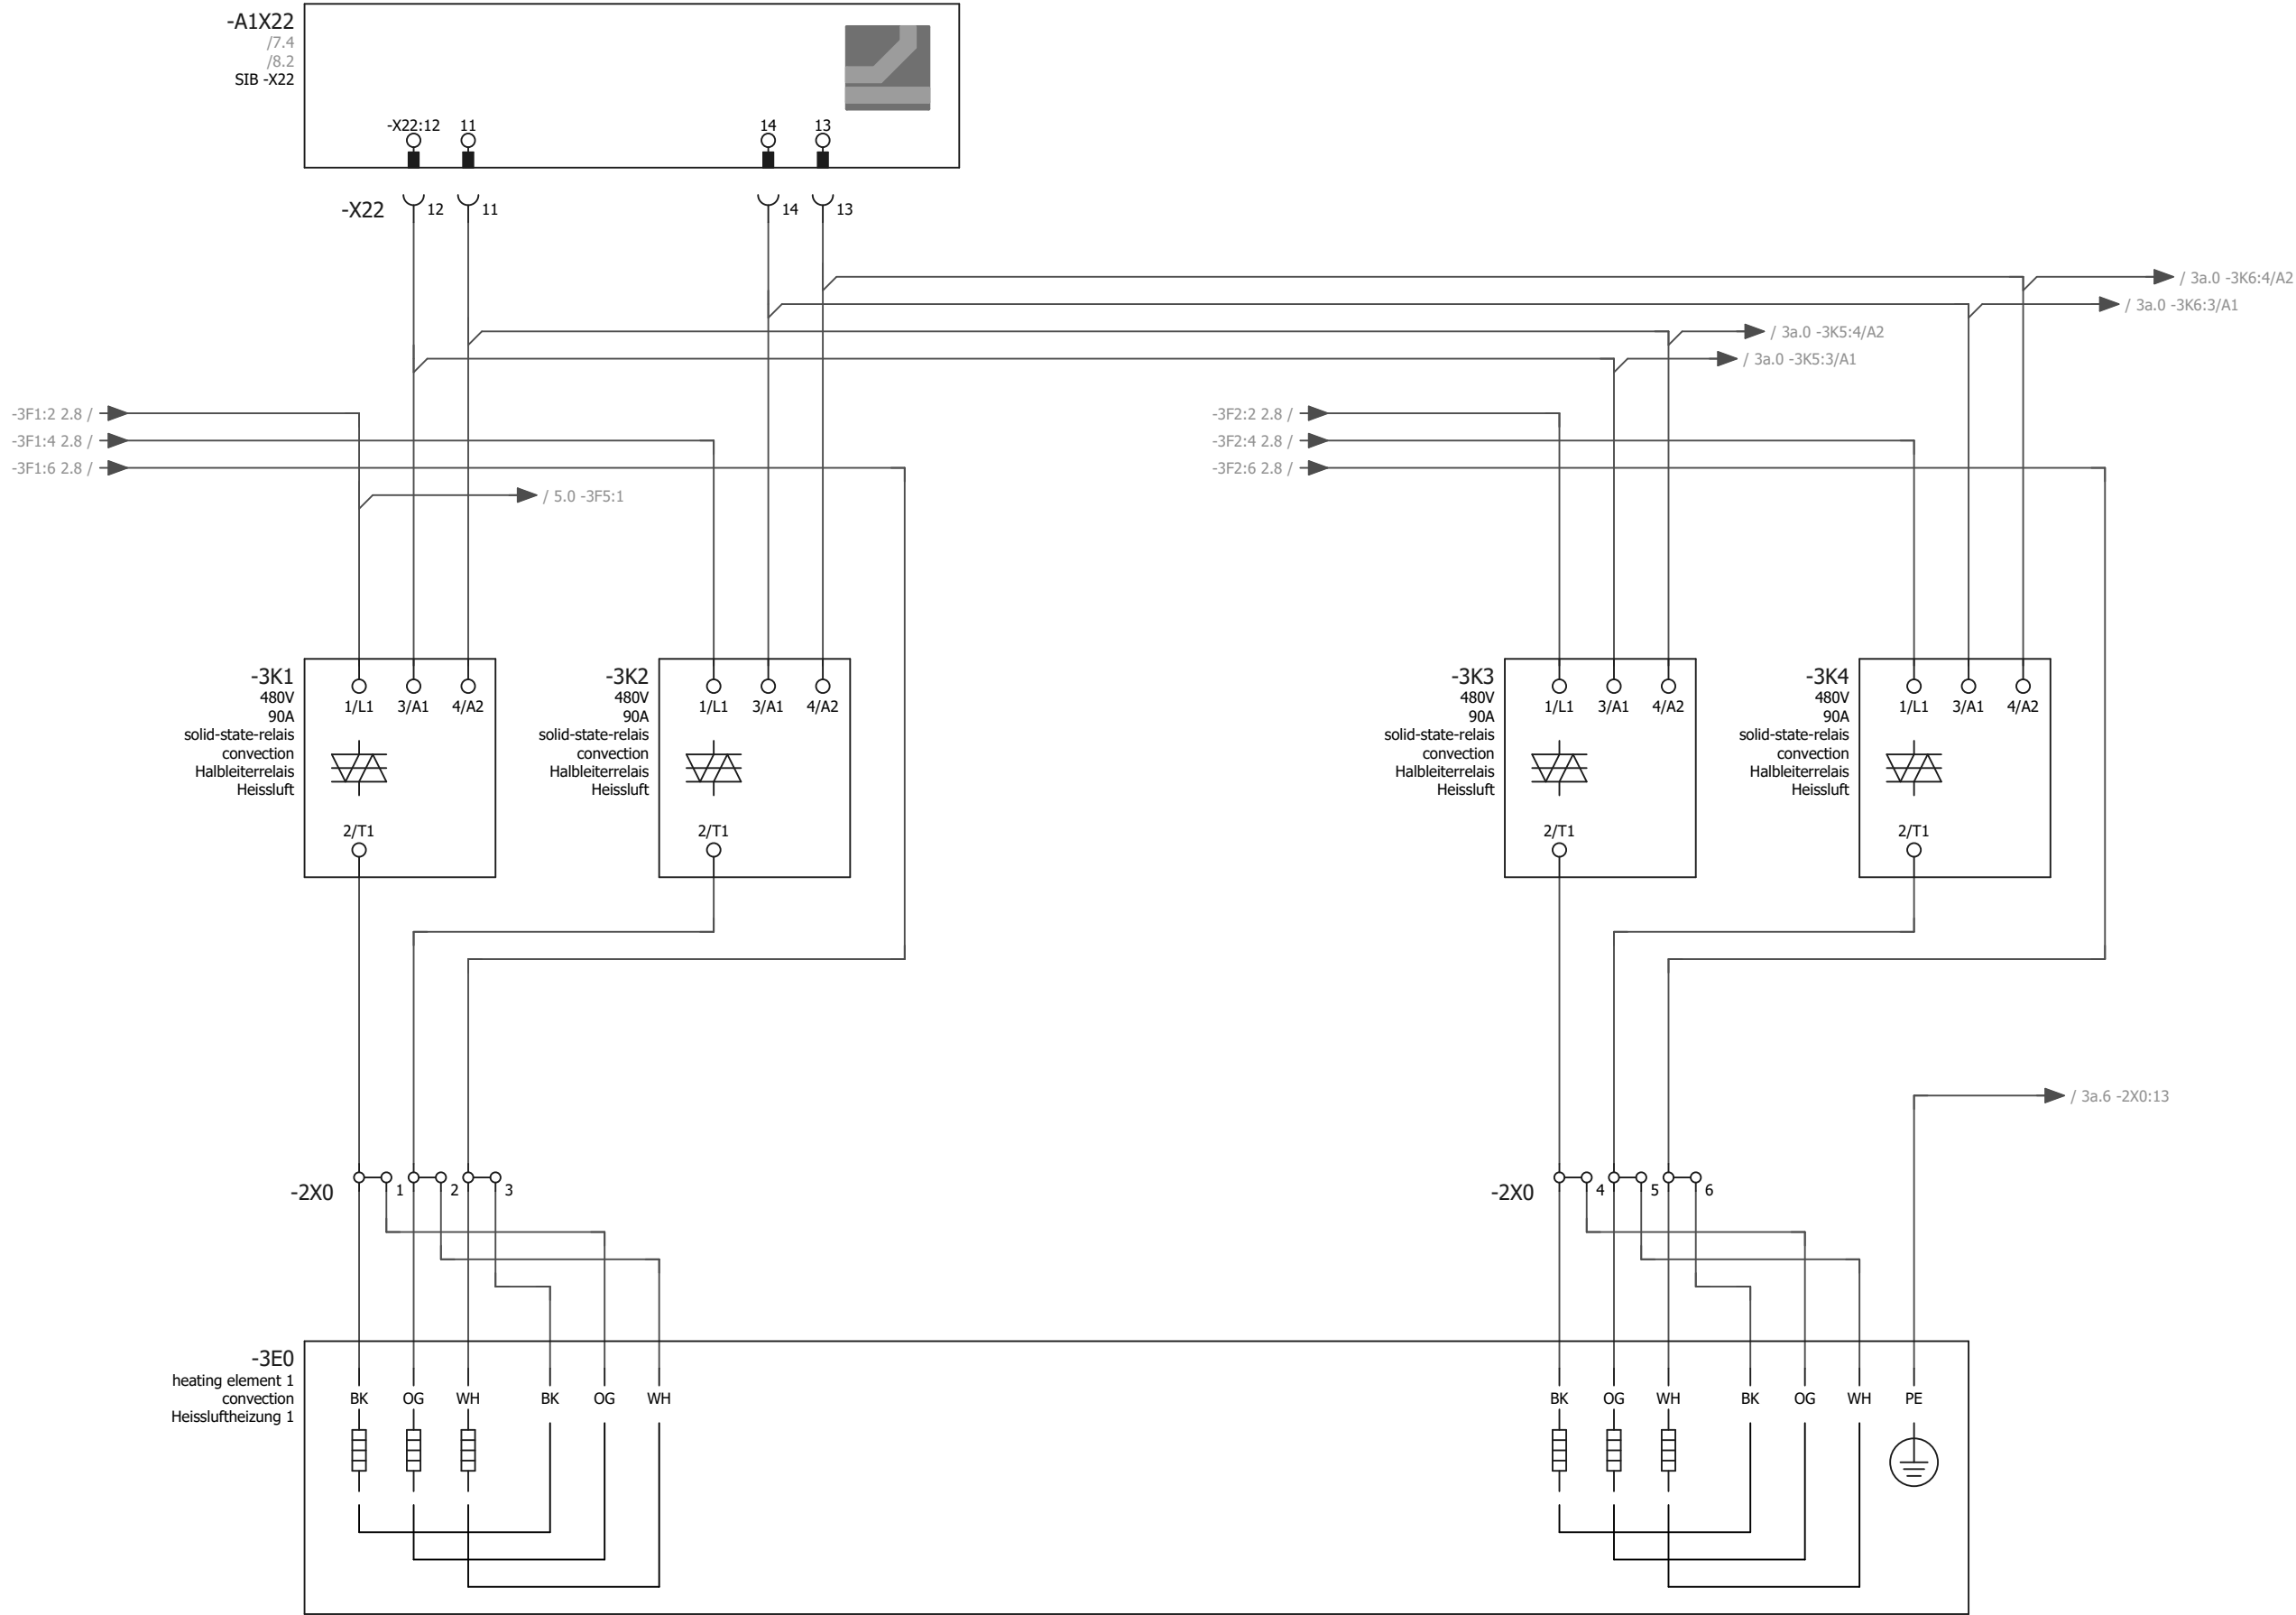 -A1X22
/7.4
/8.2
SIB -X22
-X22:12 11 14 13
-X22 12 11 14 13
/ 3a.0 -3K6:4/A2
/ 3a.0 -3K6:3/A1
/ 3a.0 -3K5:4/A2
/ 3a.0 -3K5:3/A1
-3F1:2 2.8 /
-3F1:4 2.8 /
-3F1:6 2.8 /
/ 5.0 -3F5:1
-3F2:2 2.8 /
-3F2:4 2.8 /
-3F2:6 2.8 /
-3K1
480V
90A
solid-state-relais
convection
Halbleiterrelais
Heissluft
1/L1 3/A1 4/A2
2/T1
-3K2
480V
90A
solid-state-relais
convection
Halbleiterrelais
Heissluft
1/L1 3/A1 4/A2
2/T1
-3K3
480V
90A
solid-state-relais
convection
Halbleiterrelais
Heissluft
1/L1 3/A1 4/A2
2/T1
-3K4
480V
90A
solid-state-relais
convection
Halbleiterrelais
Heissluft
1/L1 3/A1 4/A2
2/T1
/ 3a.6 -2X0:13
-2X0 1 2 3
-2X0 4 5 6
-3E0
heating element 1
convection
Heissluftheizung 1
BK OG WH BK OG WH
BK OG WH BK OG WH PE